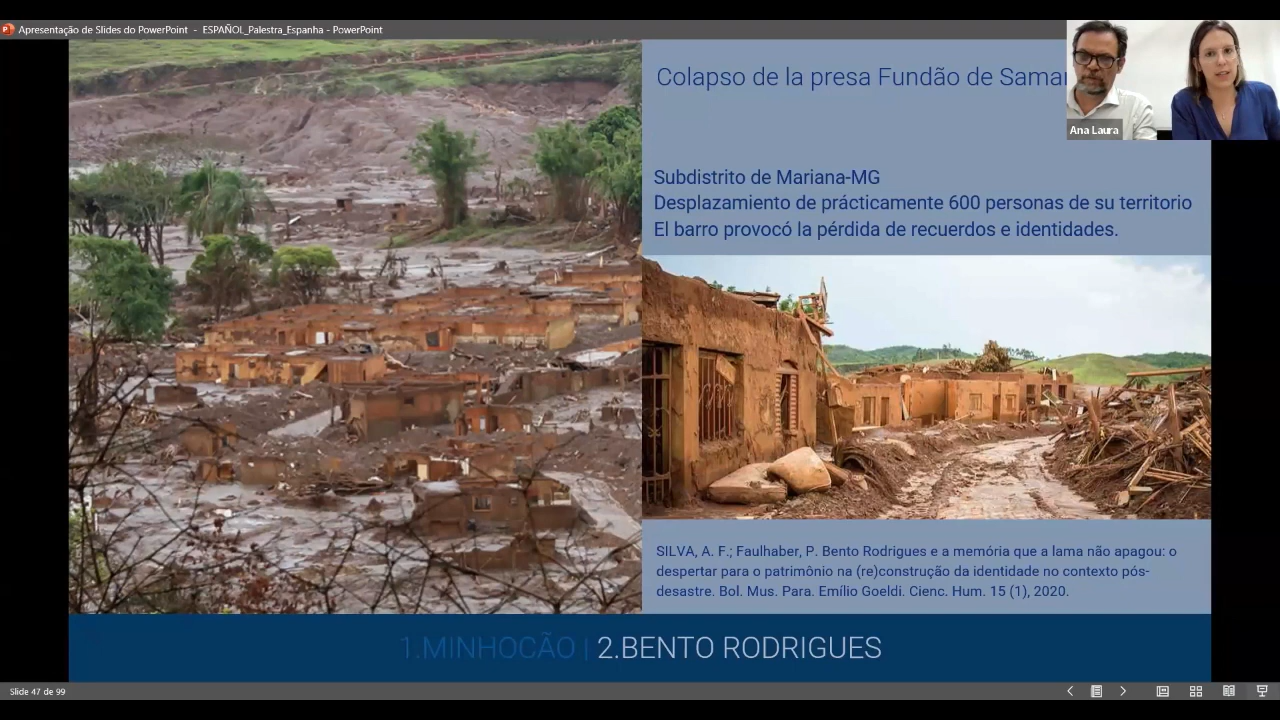 Apresentação de Slides do PowerPoint - ESPAÑOL_Palestra_Espanha - PowerPoint
Colapso de la presa Fundão de
Ana Laura
Subdistrito de Mariana-MG
Desplazamiento de prácticamente 600 personas de su territorio
El barro provocó la pérdida de recuerdos e identidades.
SILVA, A. F.; Faulhaber, P. Bento Rodrigues e a memória que a lama não apagou: o
despertar para o patrimônio na (re)construção da identidade no contexto pós-
desastre. Bol. Mus. Para. Emílio Goeldi. Cienc. Hum. 15 (1), 2020.
1.MINHOCÃO | 2.BENTO RODRIGUES
Slide 47 de 99